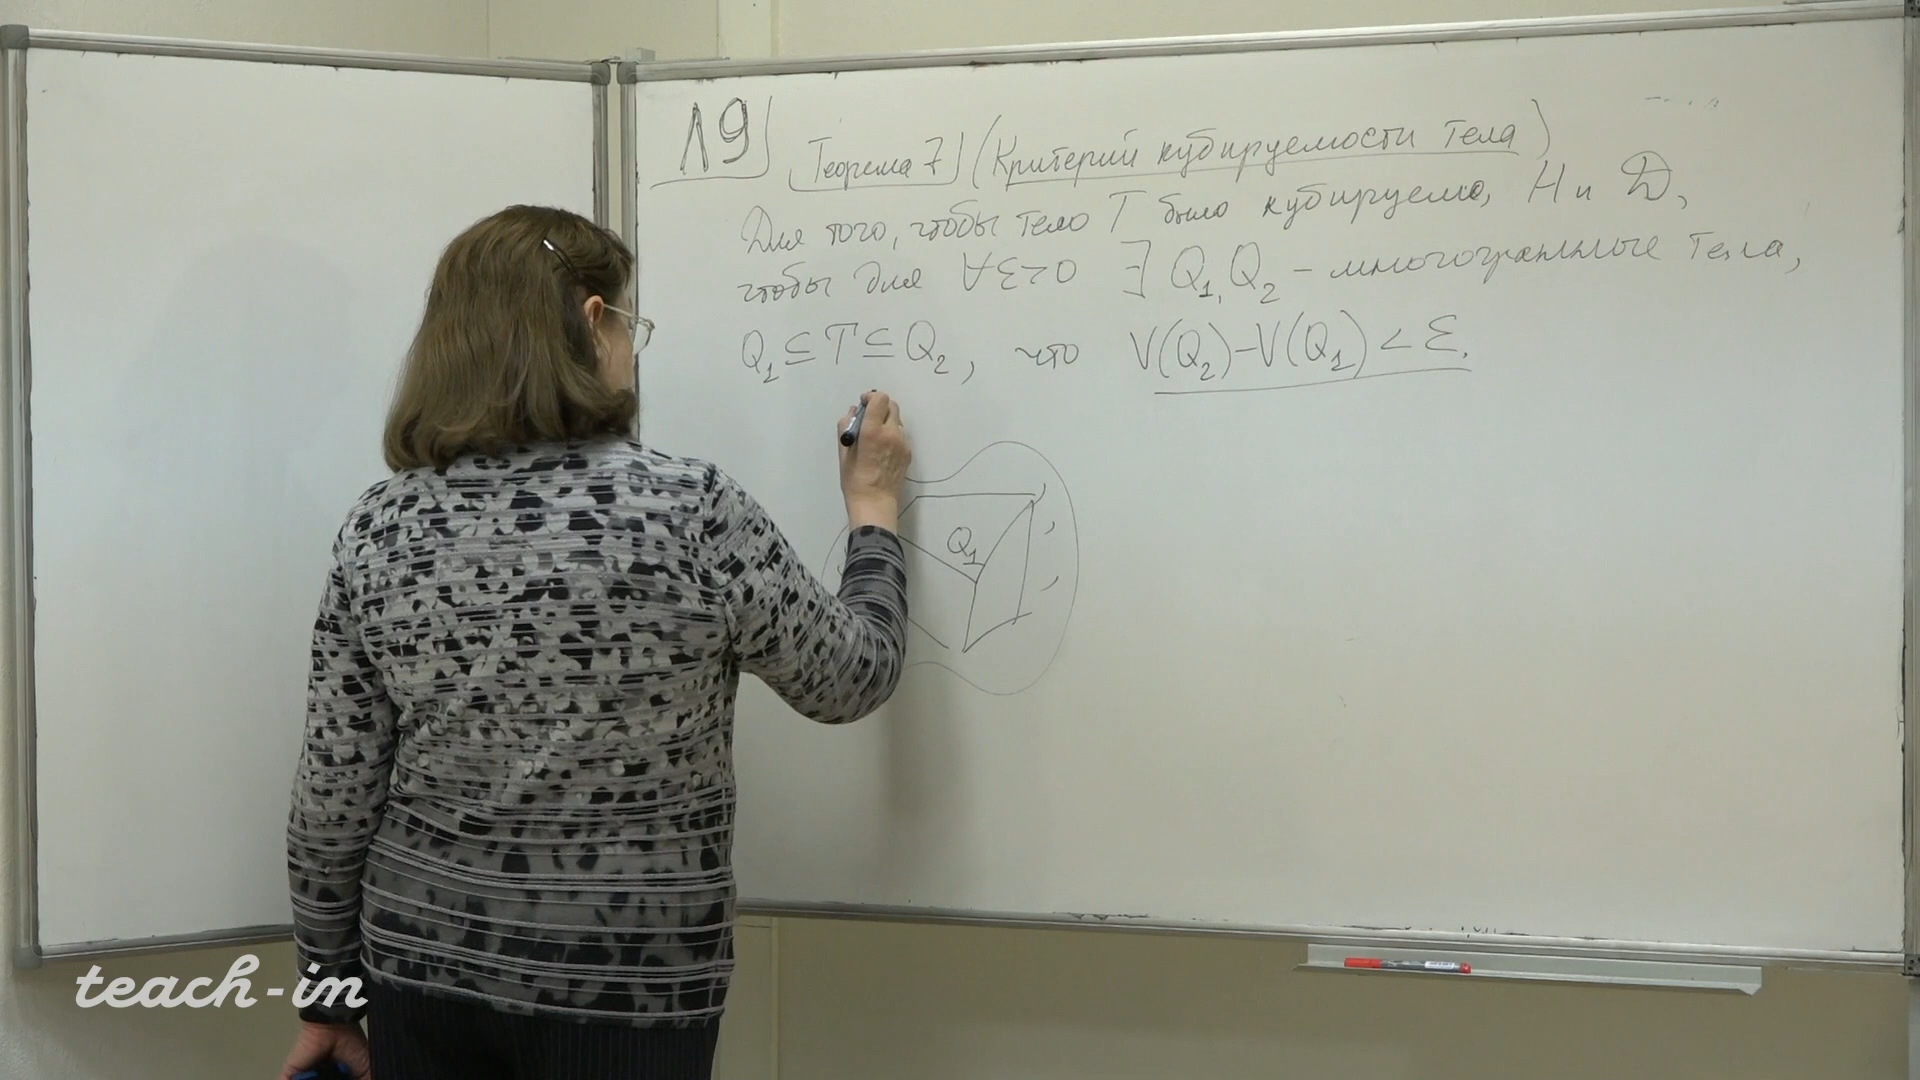 Л9
Теорема 7 (Критерий кубируемости тела)
Для того, чтобы тело T было кубируемо, Н и Д,
чтобы для ∀ε>0 ∃ Q₁, Q₂ – многогранные тела,
Q₁ ⊆ T ⊆ Q₂, что V(Q₂)–V(Q₁) < ε.
Q₁
teach-in